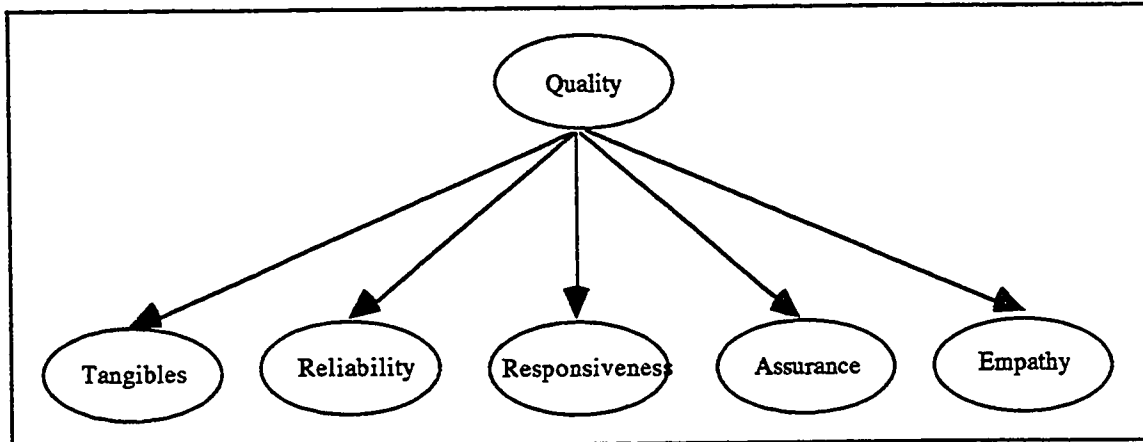 Quality
Tangibles
Reliability
Responsiveness
Assurance
Empathy